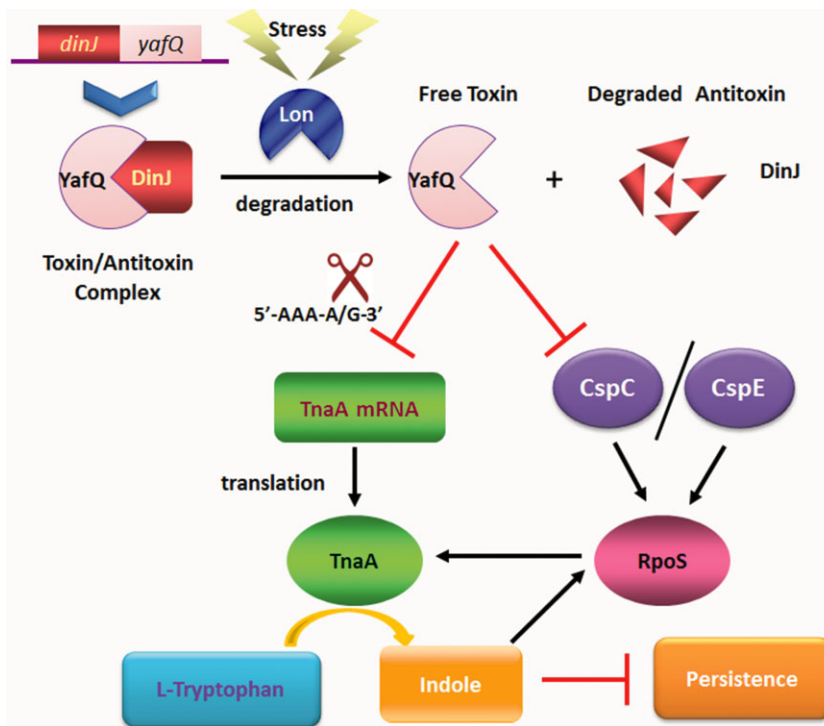 dinJ yafQ
Stress
Lon
Free Toxin
Degraded Antitoxin
YafQ DinJ
degradation
YafQ
+
DinJ
Toxin/Antitoxin
Complex
5’-AAA-A/G-3’
CspC
CspE
TnaA mRNA
translation
TnaA
RpoS
L-Tryptophan
Indole
Persistence